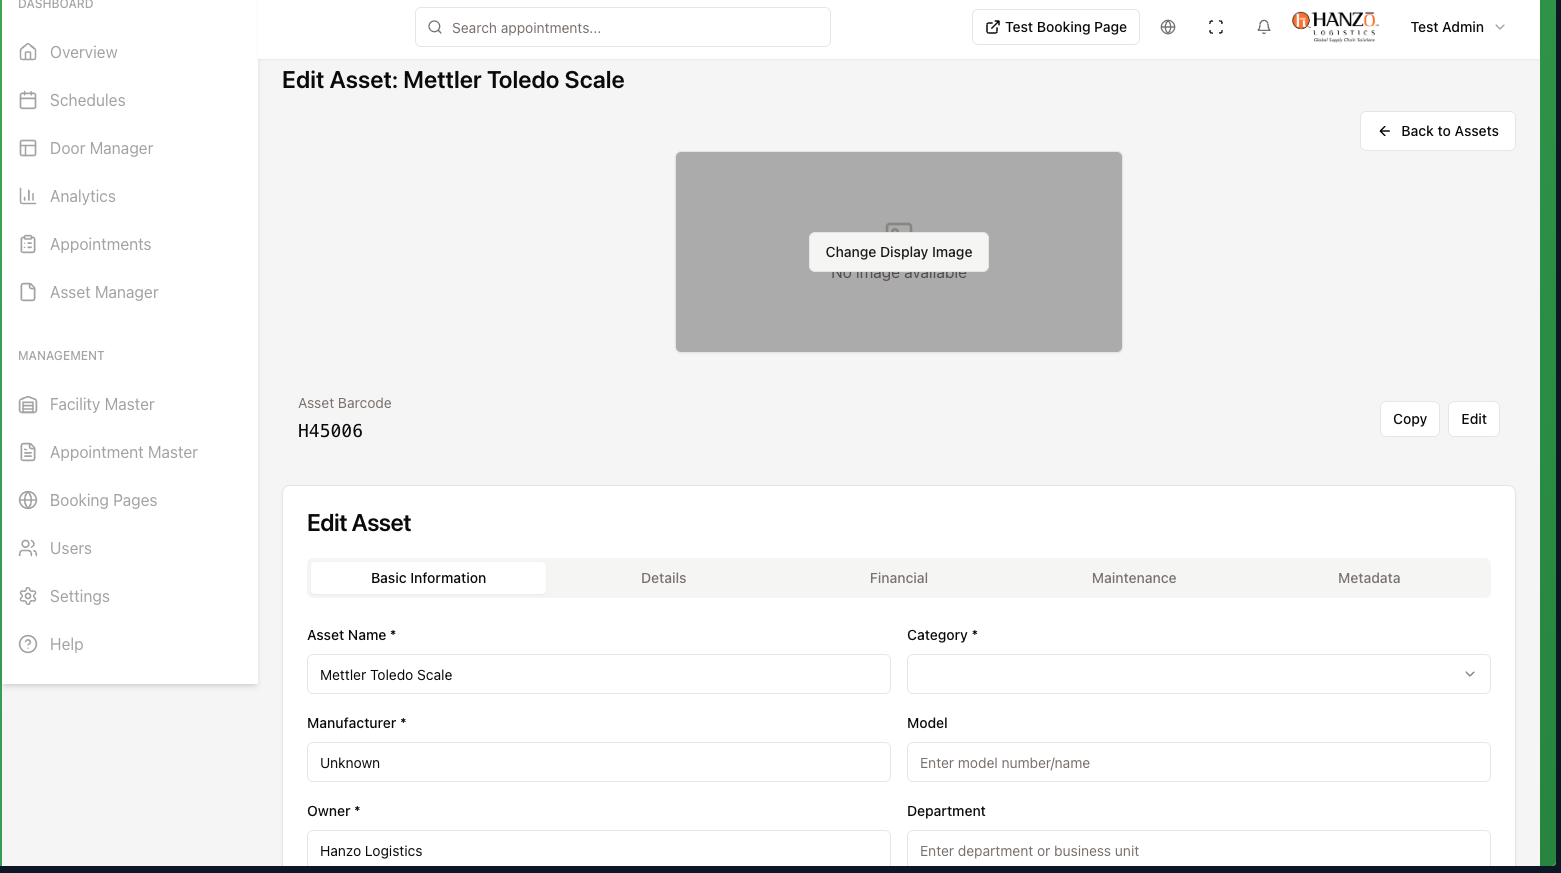 DASHBOARD
Overview
Schedules
Door Manager
Analytics
Appointments
Asset Manager
MANAGEMENT
Facility Master
Appointment Master
Booking Pages
Users
Settings
Help
Search appointments...
Test Booking Page
HANZO
LOGISTICS
Global Supply Chain Solutions
Test Admin
Edit Asset: Mettler Toledo Scale
Back to Assets
Change Display Image
No image available
Asset Barcode
H45006
Copy
Edit
Edit Asset
Basic Information
Details
Financial
Maintenance
Metadata
Asset Name *
Mettler Toledo Scale
Category *
Manufacturer *
Unknown
Model
Enter model number/name
Owner *
Hanzo Logistics
Department
Enter department or business unit